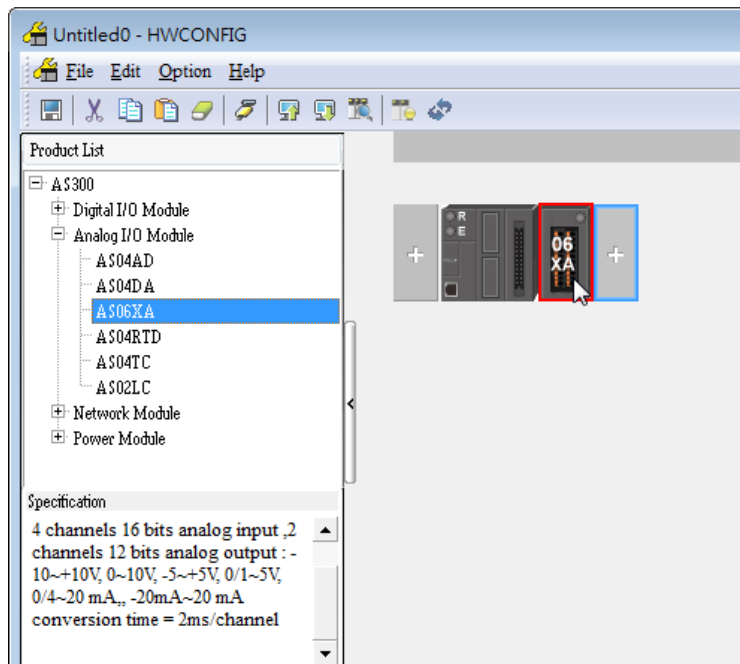 Untitled0 - HWCONFIG
File Edit Option Help
Product List
AS300
Digital I/O Module
Analog I/O Module
AS04AD
AS04DA
AS06XA
AS04RTD
AS04TC
AS02LC
Network Module
Power Module
R
E
06
XA
Specification
4 channels 16 bits analog input ,2
channels 12 bits analog output : -
10~+10V, 0~10V, -5~+5V, 0/1~5V,
0/4~20 mA,, -20mA~20 mA
conversion time = 2ms/channel